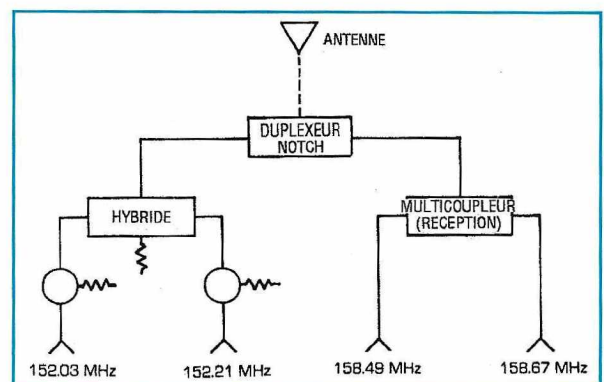 ANTENNE
DUPLEXEUR
NOTCH
HYBRIDE
MULTICOUPLEUR
(RECEPTION)
152.03 MHz
152.21 MHz
158.49 MHz
158.67 MHz